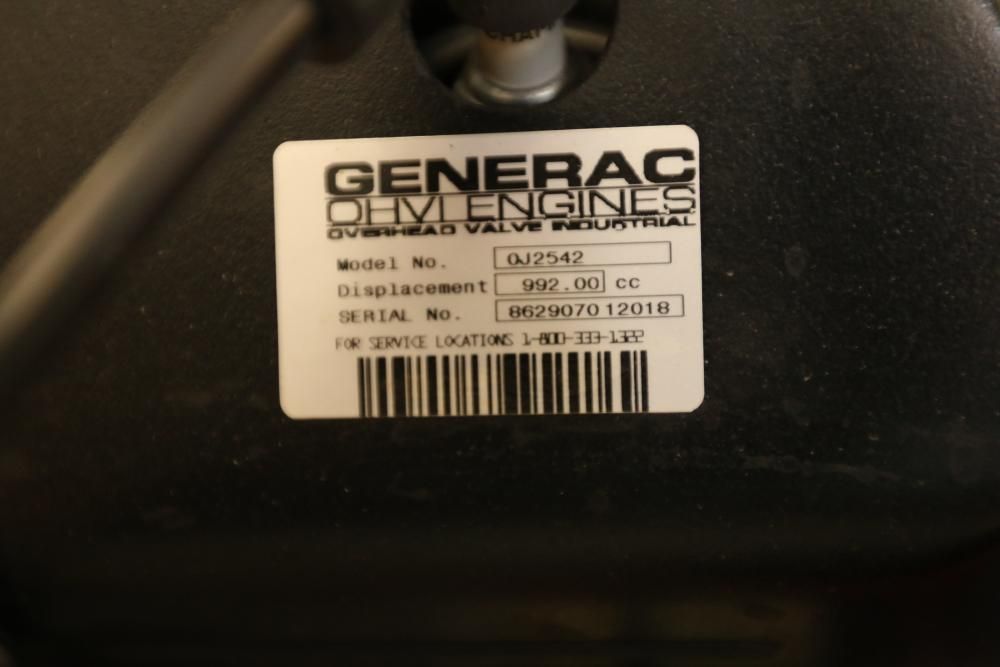 CHAM
GENERAC
OHVI ENGINES
OVERHEAD VALVE INDUSTRIAL
Model No. 0J2542
Displacement 992.00 cc
SERIAL No. 8629070 12018
FOR SERVICE LOCATIONS 1-800-333-1322